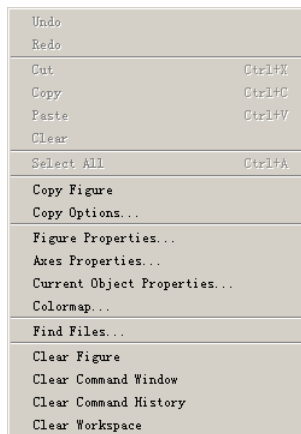 Undo
Redo
Cut Ctrl+X
Copy Ctrl+C
Paste Ctrl+V
Clear
Select All Ctrl+A
Copy Figure
Copy Options...
Figure Properties...
Axes Properties...
Current Object Properties...
Colormap...
Find Files...
Clear Figure
Clear Command Window
Clear Command History
Clear Workspace